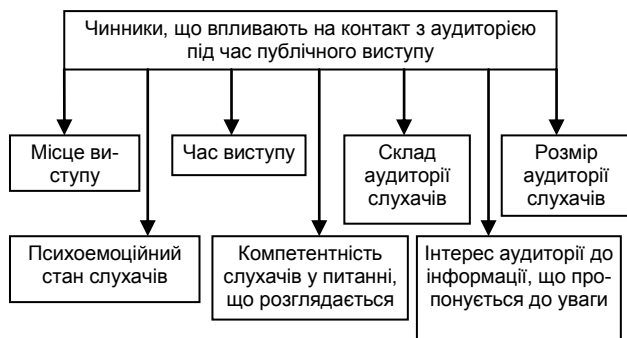 Чинники, що впливають на контакт з аудиторією
під час публічного виступу
Місце ви-
ступу
Час виступу
Склад
аудиторії
слухачів
Розмір
аудиторії
слухачів
Психоемоційний
стан слухачів
Компетентність
слухачів у питанні,
що розглядається
Інтерес аудиторії до
інформації, що про-
понується до уваги